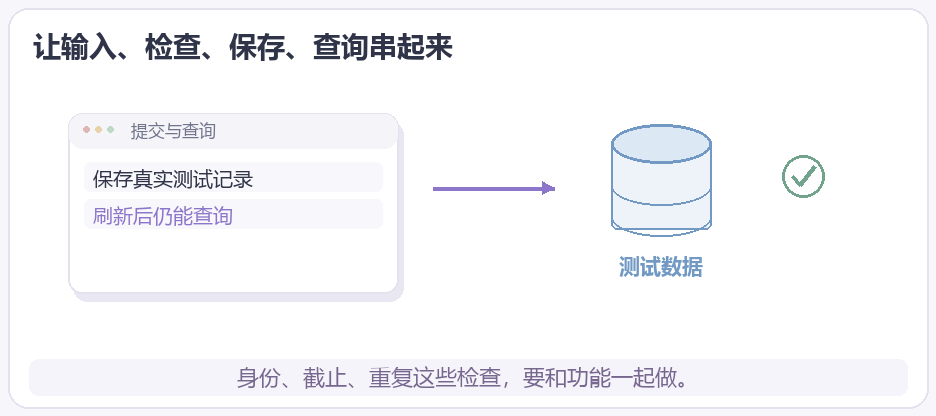 让输入、检查、保存、查询串起来
提交与查询
保存真实测试记录
刷新后仍能查询
测试数据
身份、截止、重复这些检查，要和功能一起做。